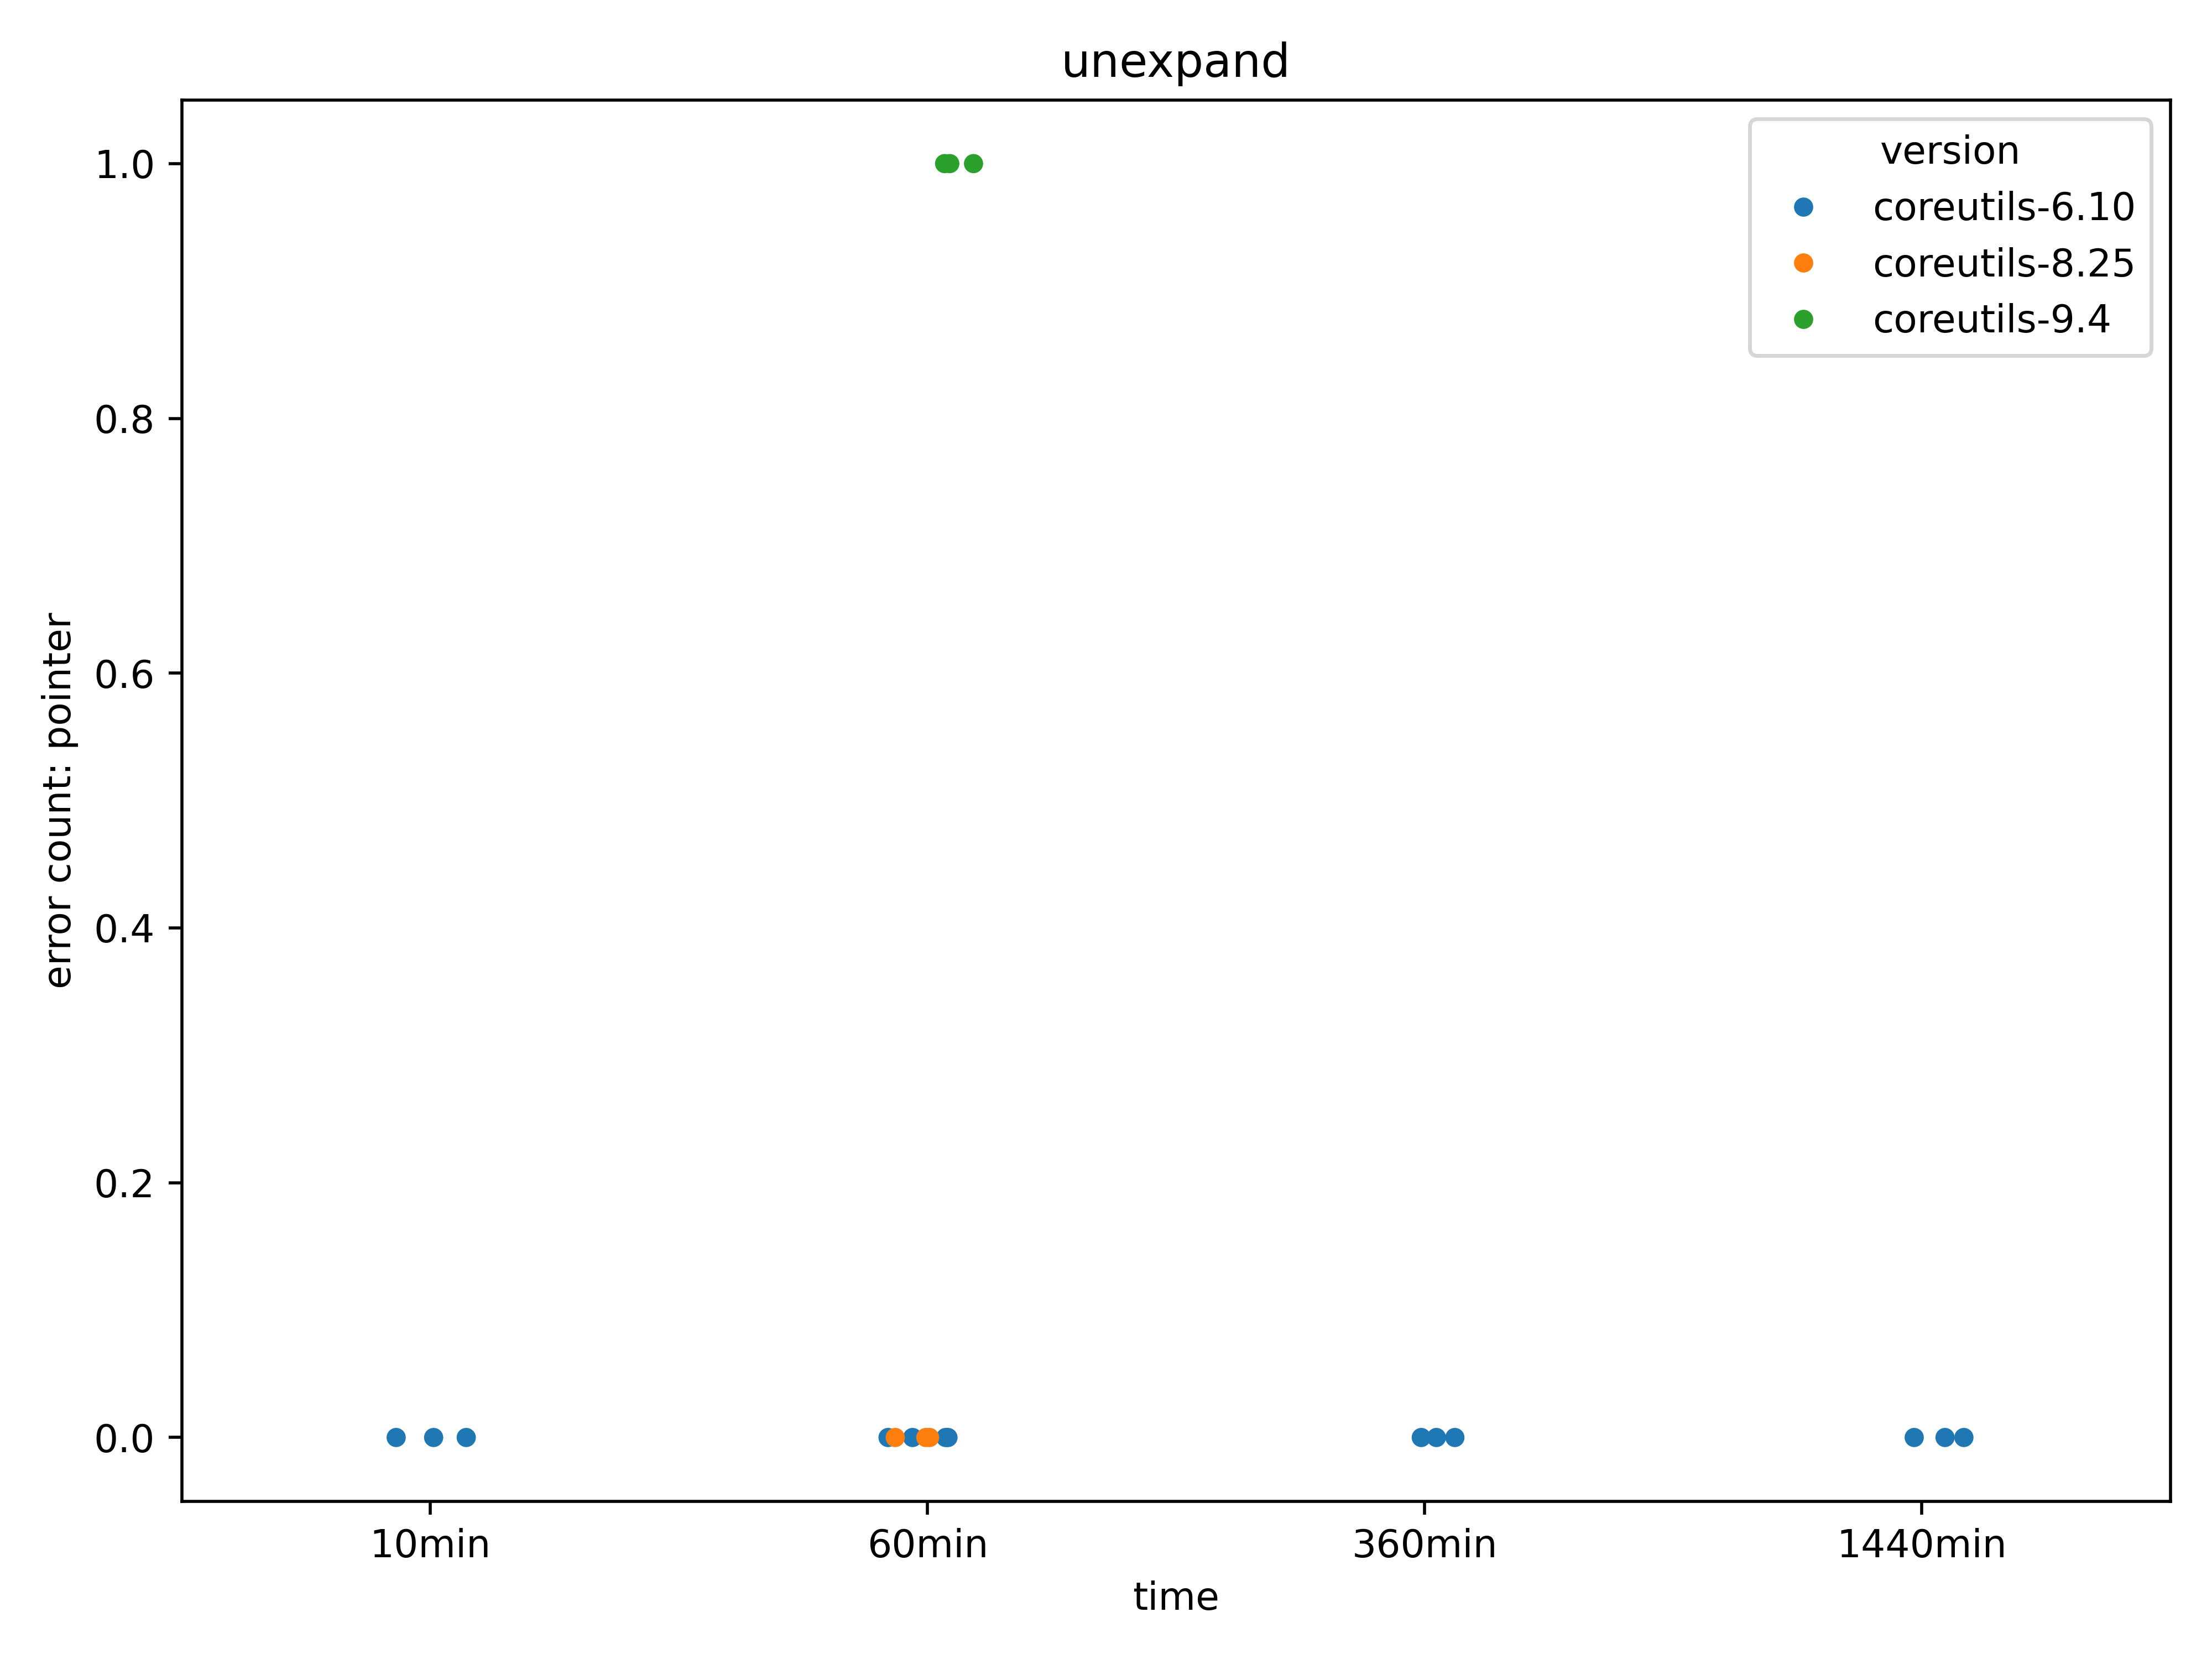 unexpand
version
coreutils-6.10
coreutils-8.25
coreutils-9.4
error count: pointer
1.0
0.8
0.6
0.4
0.2
0.0
10min 60min 360min 1440min
time